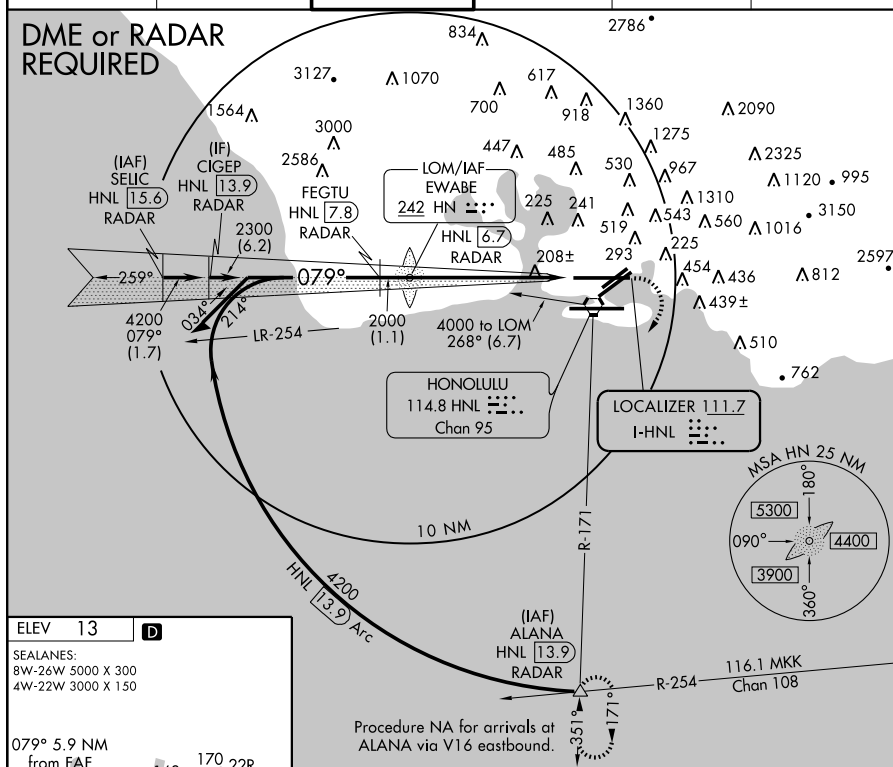 DME or RADAR
REQUIRED
834
2786
3127
1070
617
700
918
1564
1360
2090
1275
3000
447
485
530
967
2325
2586
1120
995
(IAF)
SELIC
HNL 15.6
RADAR
(IF)
CIGEP
HNL 13.9
RADAR
FEGTU
HNL 7.8
RADAR
LOM/IAF
EWABE
242 HN
HNL 6.7
RADAR
225
241
1310
3150
519
543
560
1016
2300
(6.2)
208±
293
225
2597
259°
079°
454
436
812
439±
034°
214°
4200
079°
(1.7)
LR-254
2000
(1.1)
4000 to LOM
268° (6.7)
510
762
HONOLULU
114.8 HNL
Chan 95
LOCALIZER 111.7
I-HNL
MSA HN 25 NM
180°
5300
090°
4400
3900
360°
10 NM
R-171
4200
HNL 13.9 Arc
(IAF)
ALANA
HNL 13.9
RADAR
R-254
116.1 MKK
Chan 108
351°
171°
Procedure NA for arrivals at
ALANA via V16 eastbound.
ELEV 13 D
SEALANES:
8W-26W 5000 X 300
4W-22W 3000 X 150
079° 5.9 NM
from FAF
170 22R